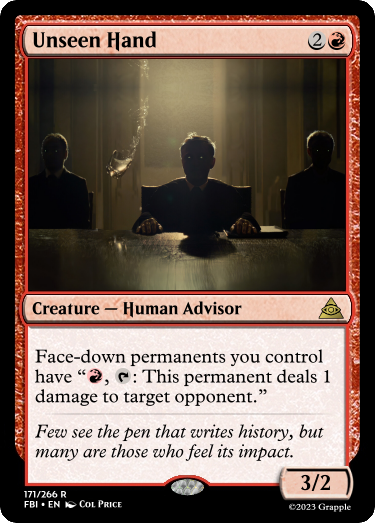 Unseen Hand 2
Creature — Human Advisor
Face-down permanents you control
have “, : This permanent deals 1
damage to target opponent.”
Few see the pen that writes history, but
many are those who feel its impact.
3/2
171/266 R
FBI • EN Col Price
©2023 Grapple